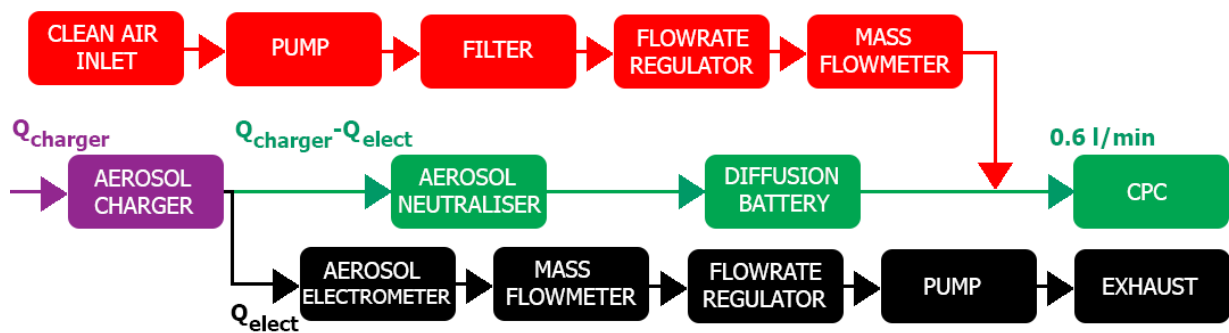 CLEAN AIR
INLET
PUMP
FILTER
FLOWRATE
REGULATOR
MASS
FLOWMETER
Qcharger
Qcharger-Qelect
0.6 l/min
AEROSOL
CHARGER
AEROSOL
NEUTRALISER
DIFFUSION
BATTERY
CPC
Qelect
AEROSOL
ELECTROMETER
MASS
FLOWMETER
FLOWRATE
REGULATOR
PUMP
EXHAUST